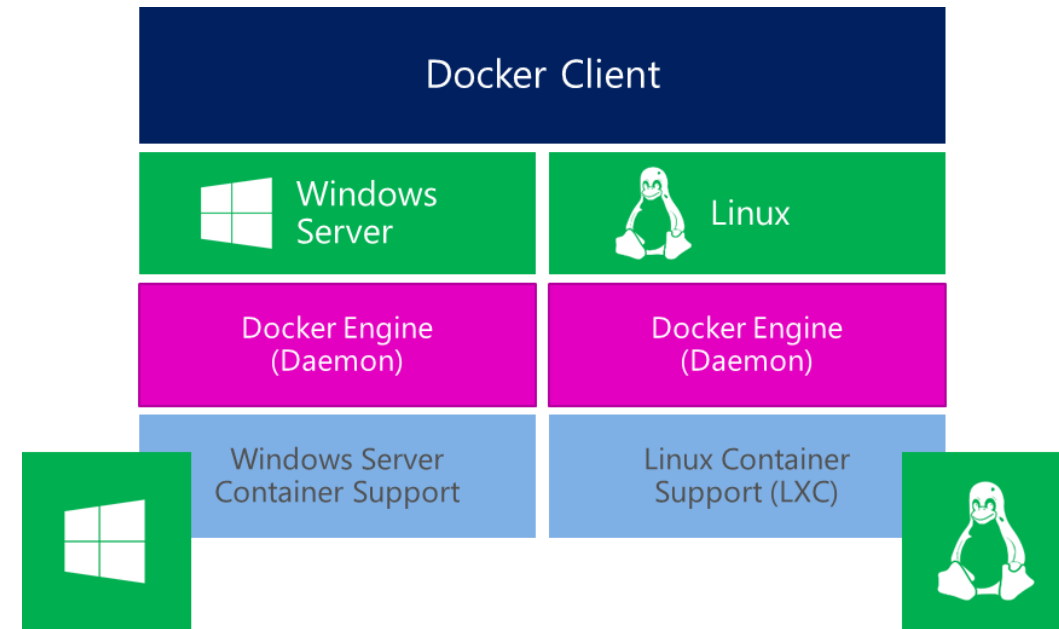 Docker Client
Windows
Server
Linux
Docker Engine
(Daemon)
Docker Engine
(Daemon)
Windows Server
Container Support
Linux Container
Support (LXC)